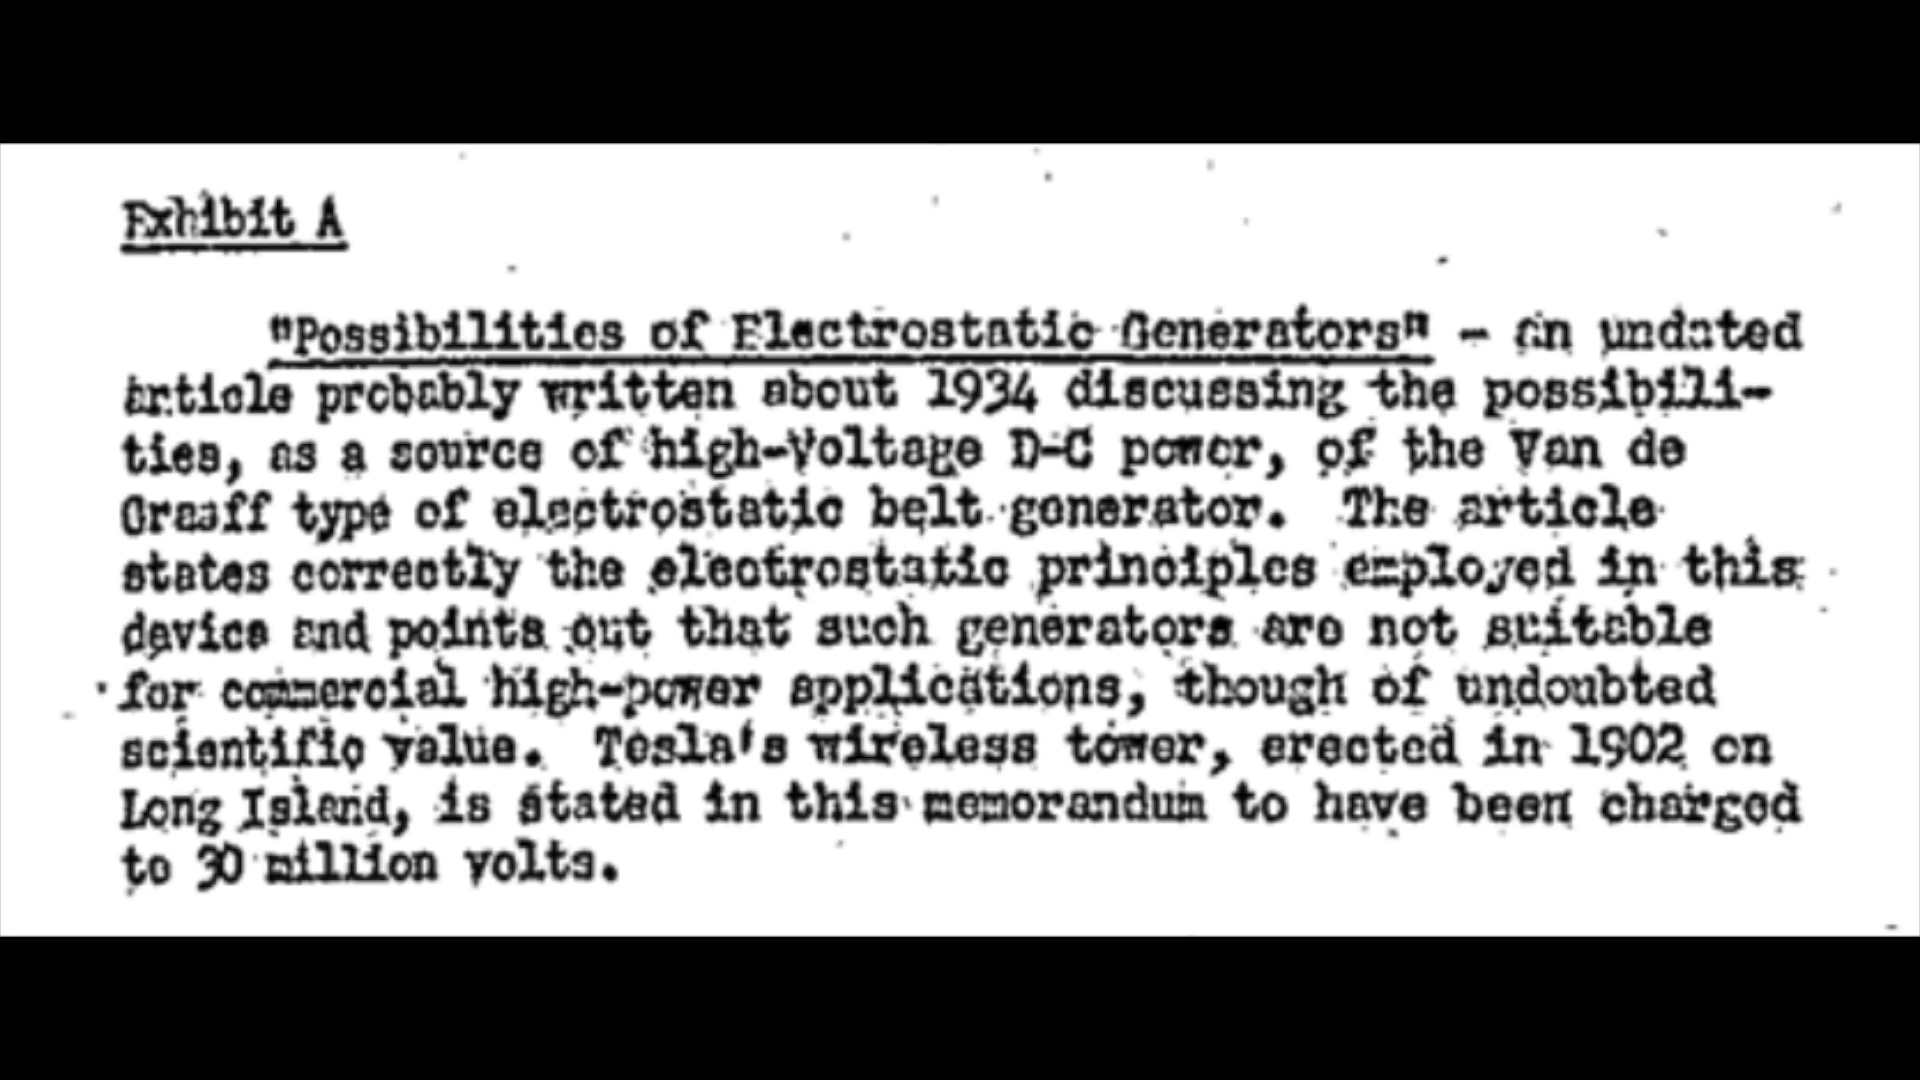 Exhibit A
"Possibilities of Electrostatic Generators" - an undated
article probably written about 1934 discussing the possibili-
ties, as a source of high-voltage D-C power, of the Van de
Graaff type of electrostatic belt generator. The article
states correctly the electrostatic principles employed in this
device and points out that such generators are not suitable
for commercial high-power applications, though of undoubted
scientific value. Tesla's wireless tower, erected in 1902 on
Long Island, is stated in this memorandum to have been charged
to 30 million volts.